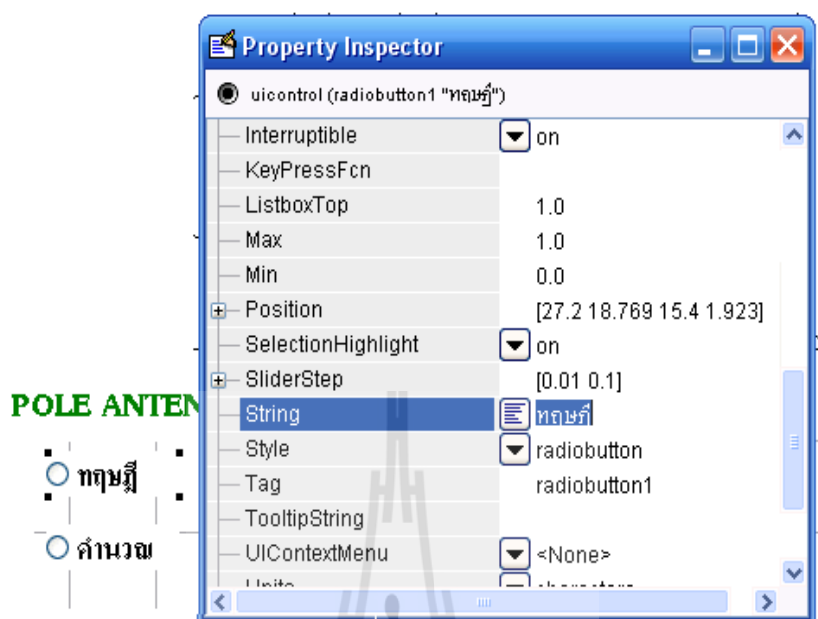 Property Inspector
uicontrol (radiobutton1 "ทฤษฎี")
Interruptible on
KeyPressFcn
ListboxTop 1.0
Max 1.0
Min 0.0
Position [27.2 18.769 15.4 1.923]
SelectionHighlight on
SliderStep [0.01 0.1]
String ทฤษฎี
Style radiobutton
Tag radiobutton1
TooltipString
UIContextMenu <None>
POLE ANTEN
ทฤษฎี
คำนวณ